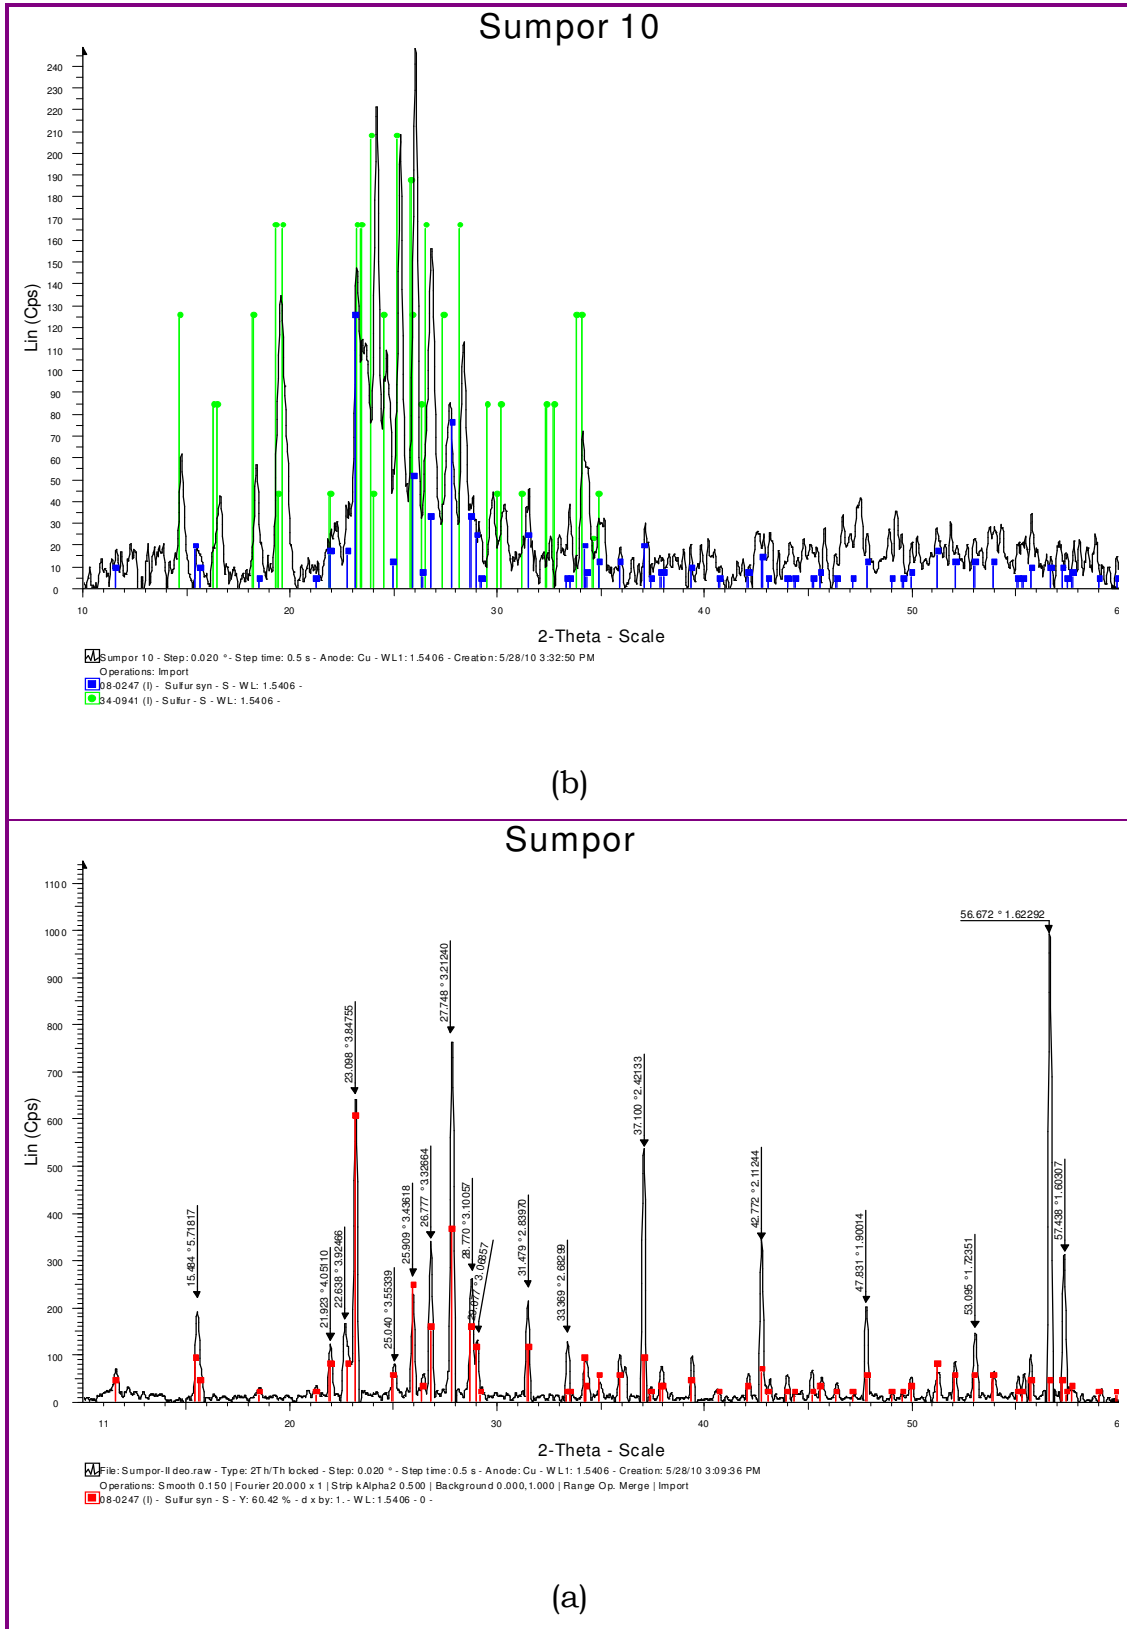 Sumpor 10
Lin (Cps)
240
230
220
210
200
190
180
170
160
150
140
130
120
110
100
90
80
70
60
50
40
30
20
10
0
10 20 30 40 50 6
2-Theta - Scale
Sumpor 10 - Step: 0.020 ° - Step time: 0.5 s - Anode: Cu - WL1: 1.5406 - Creation: 5/28/10 3:32:50 PM
Operations: Import
08-0247 (I) - Sulfur syn - S - WL: 1.5406 -
34-0941 (I) - Sulfur - S - WL: 1.5406 -
(b)
Sumpor
Lin (Cps)
1100
1000
900
800
700
600
500
400
300
200
100
0
15.484 ° 5.71817
21.923 ° 4.05110
22.638 ° 3.92466
23.098 ° 3.84755
25.040 ° 3.55339
25.909 ° 3.43618
26.777 ° 3.32664
27.748 ° 3.21240
28.770 ° 3.10057
29.077 ° 3.06857
31.479 ° 2.83970
33.369 ° 2.68299
37.100 ° 2.42133
42.772 ° 2.11244
47.831 ° 1.90014
53.095 ° 1.72351
56.672 ° 1.62292
57.438 ° 1.60307
11 20 30 40 50 6
2-Theta - Scale
File: Sumpor-II deo.raw - Type: 2Th/Th locked - Step: 0.020 ° - Step time: 0.5 s - Anode: Cu - WL1: 1.5406 - Creation: 5/28/10 3:09:36 PM
Operations: Smooth 0.150 | Fourier 20.000 x 1 | Strip kAlpha2 0.500 | Background 0.000,1.000 | Range Op. Merge | Import
08-0247 (I) - Sulfur syn - S - Y: 60.42 % - d x by: 1. - WL: 1.5406 - 0 -
(a)